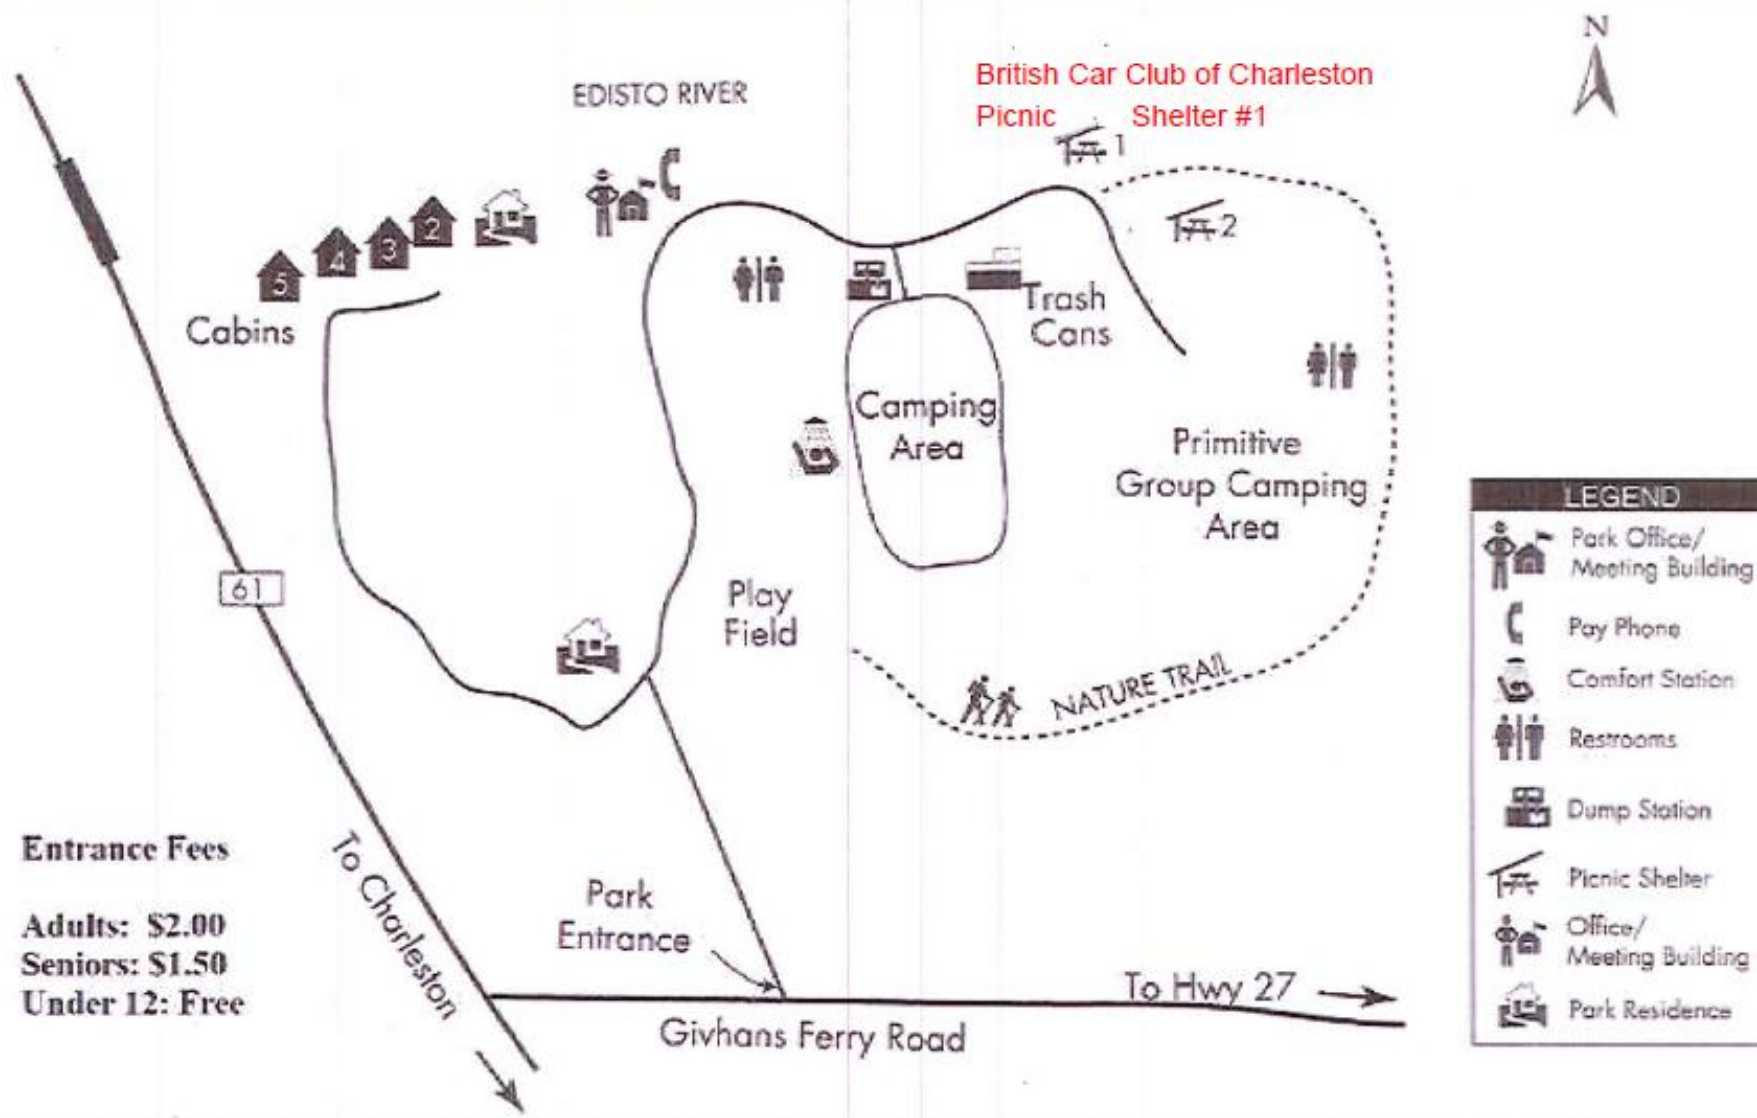 N
British Car Club of Charleston
Picnic Shelter #1
EDISTO RIVER
1
2
2
3
4
5
Cabins
Trash
Cans
Camping
Area
Primitive
Group Camping
Area
61
Play
Field
NATURE TRAIL
LEGEND
Park Office/
Meeting Building
Pay Phone
Comfort Station
Restrooms
Dump Station
Picnic Shelter
Office/
Meeting Building
Park Residence
Entrance Fees
Adults: $2.00
Seniors: $1.50
Under 12: Free
To Charleston
Park
Entrance
To Hwy 27
Givhans Ferry Road